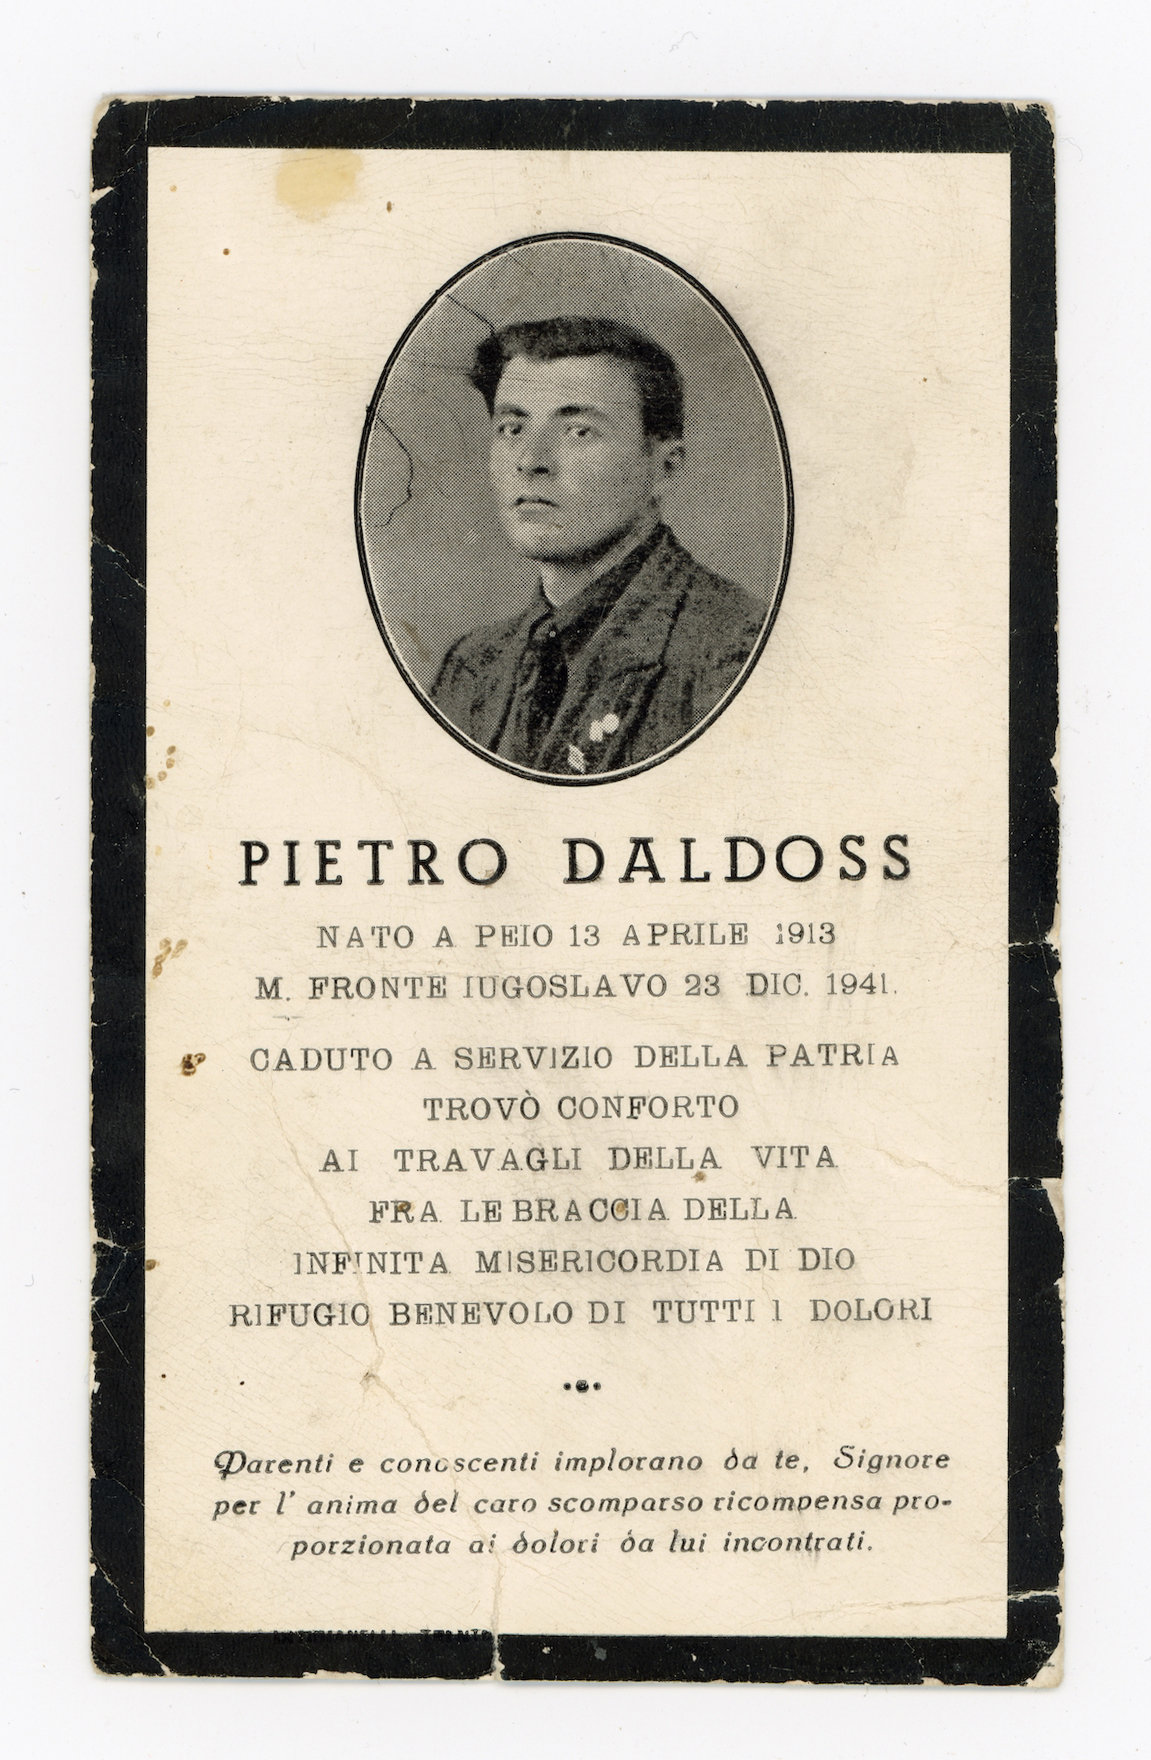 PIETRO DALDOSS
NATO A PEIO 13 APRILE 1913
M. FRONTE IUGOSLAVO 23 DIC. 1941.
CADUTO A SERVIZIO DELLA PATRIA
TROVÒ CONFORTO
AI TRAVAGLI DELLA VITA
FRA LE BRACCIA DELLA
INFINITA MISERICORDIA DI DIO
RIFUGIO BENEVOLO DI TUTTI I DOLORI
Parenti e conoscenti implorano da te, Signore
per l' anima del caro scomparso ricompensa pro-
porzionata ai dolori da lui incontrati.